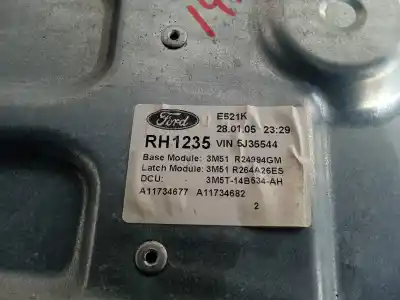 Ford
E521K
28.01.05 23:29
RH1235 VIN 5J35544
Base Module: 3M51 R24994GM
Latch Module: 3M51 R264A26ES
DCU: 3M5T-14B534-AH
A11734677 A11734682
2